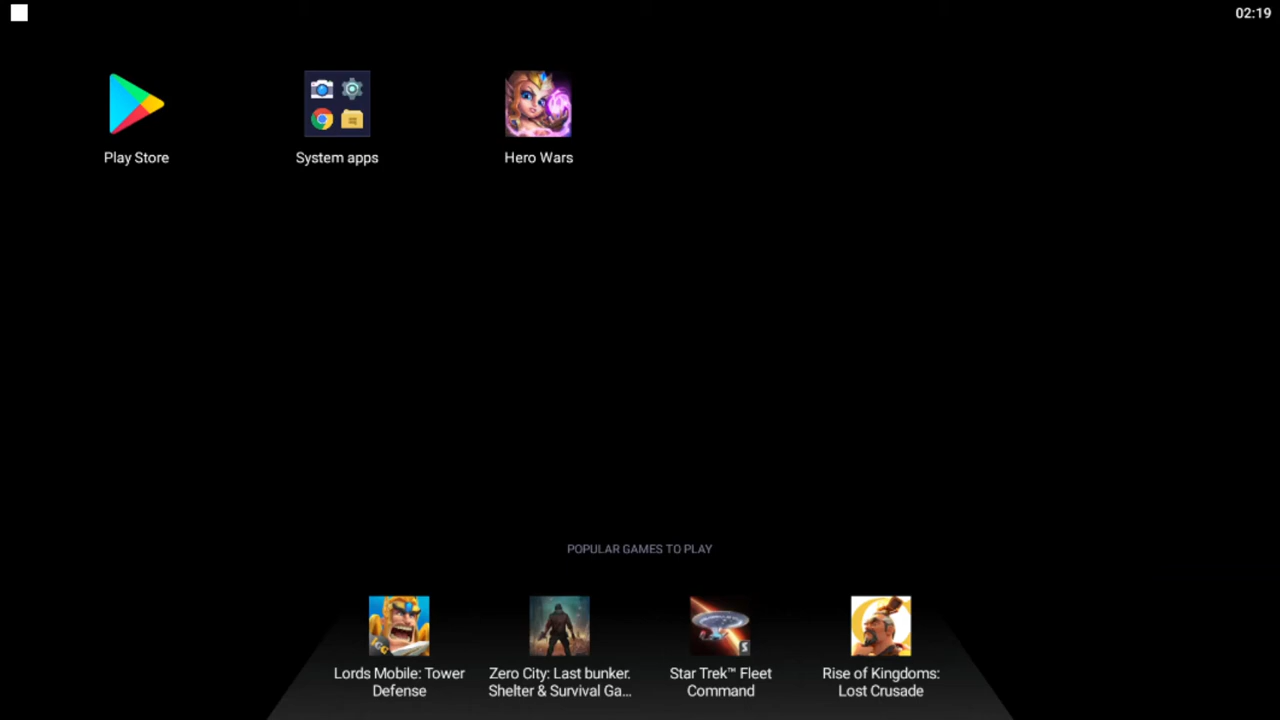 02:19
Play Store
System apps
Hero Wars
POPULAR GAMES TO PLAY
Lords Mobile: Tower
Defense
Zero City: Last bunker.
Shelter & Survival Ga...
Star Trek™ Fleet
Command
Rise of Kingdoms:
Lost Crusade